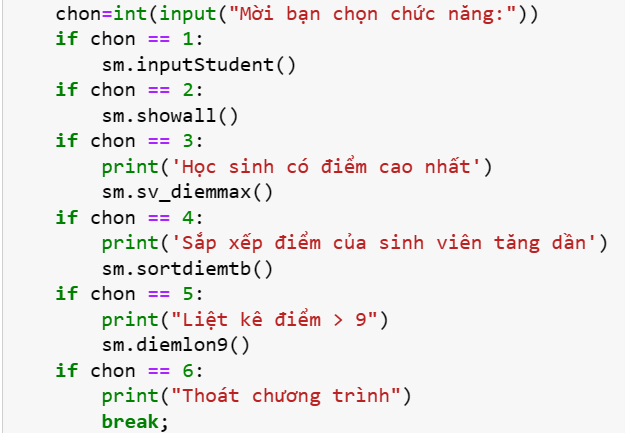 chon=int(input("Mời bạn chọn chức năng:"))
if chon == 1:
    sm.inputStudent()
if chon == 2:
    sm.showall()
if chon == 3:
    print('Học sinh có điểm cao nhất')
    sm.sv_diemmax()
if chon == 4:
    print('Sắp xếp điểm của sinh viên tăng dần')
    sm.sortdiemtb()
if chon == 5:
    print("Liệt kê điểm > 9")
    sm.diemlon9()
if chon == 6:
    print("Thoát chương trình")
    break;